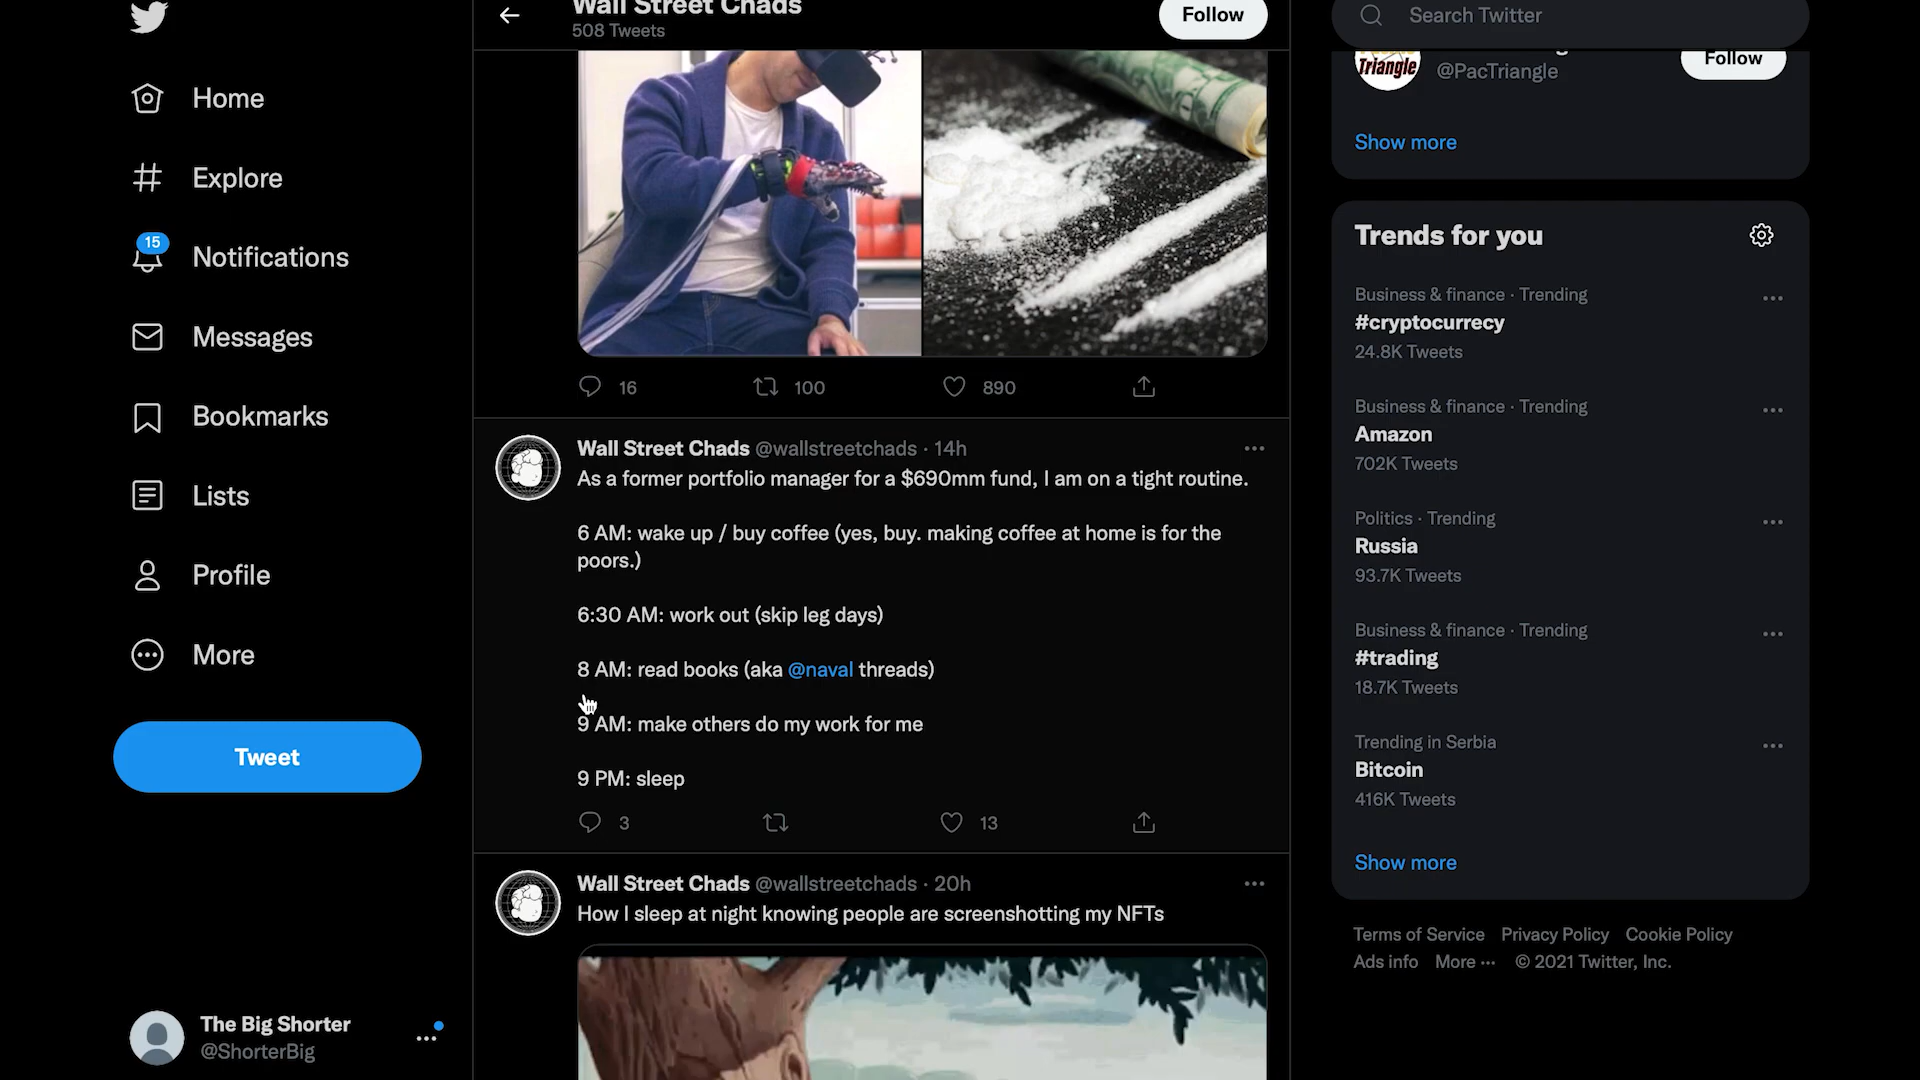 Home
Explore
15
Notifications
Messages
Bookmarks
Lists
Profile
More
Tweet
The Big Shorter
@ShorterBig
Wall Street Chads
508 Tweets
Follow
16 100 890
Wall Street Chads @wallstreetchads · 14h
As a former portfolio manager for a $690mm fund, I am on a tight routine.
6 AM: wake up / buy coffee (yes, buy. making coffee at home is for the
poors.)
6:30 AM: work out (skip leg days)
8 AM: read books (aka @naval threads)
9 AM: make others do my work for me
9 PM: sleep
3 13
Wall Street Chads @wallstreetchads · 20h
How I sleep at night knowing people are screenshotting my NFTs
Search Twitter
Triangle
@PacTriangle
Follow
Show more
Trends for you
Business & finance · Trending
#cryptocurrecy
24.8K Tweets
Business & finance · Trending
Amazon
702K Tweets
Politics · Trending
Russia
93.7K Tweets
Business & finance · Trending
#trading
18.7K Tweets
Trending in Serbia
Bitcoin
416K Tweets
Show more
Terms of Service Privacy Policy Cookie Policy
Ads info More ··· © 2021 Twitter, Inc.